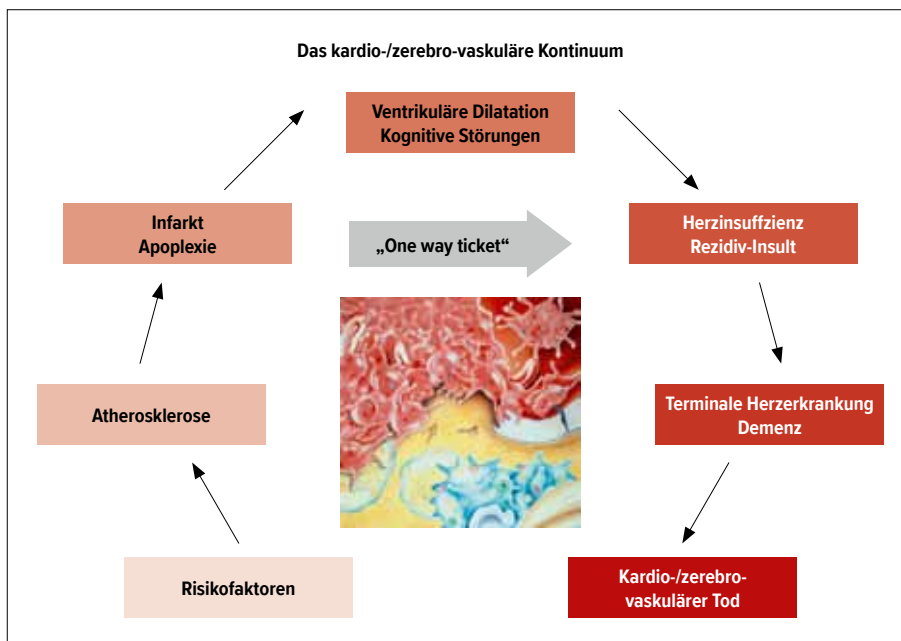 Das kardio-/zerebro-vaskuläre Kontinuum
Ventrikuläre Dilatation
Kognitive Störungen
Infarkt
Apoplexie
„One way ticket“
Herzinsuffizienz
Rezidiv-Insult
Atherosklerose
Terminale Herzerkrankung
Demenz
Risikofaktoren
Kardio-/zerebro-
vaskulärer Tod